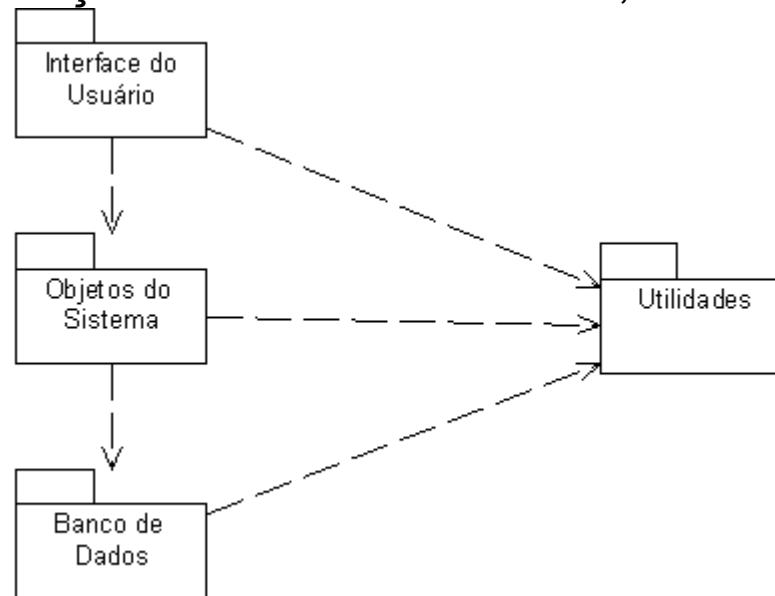 Interface do
Usuário
Objetos do
Sistema
Utilidades
Banco de
Dados